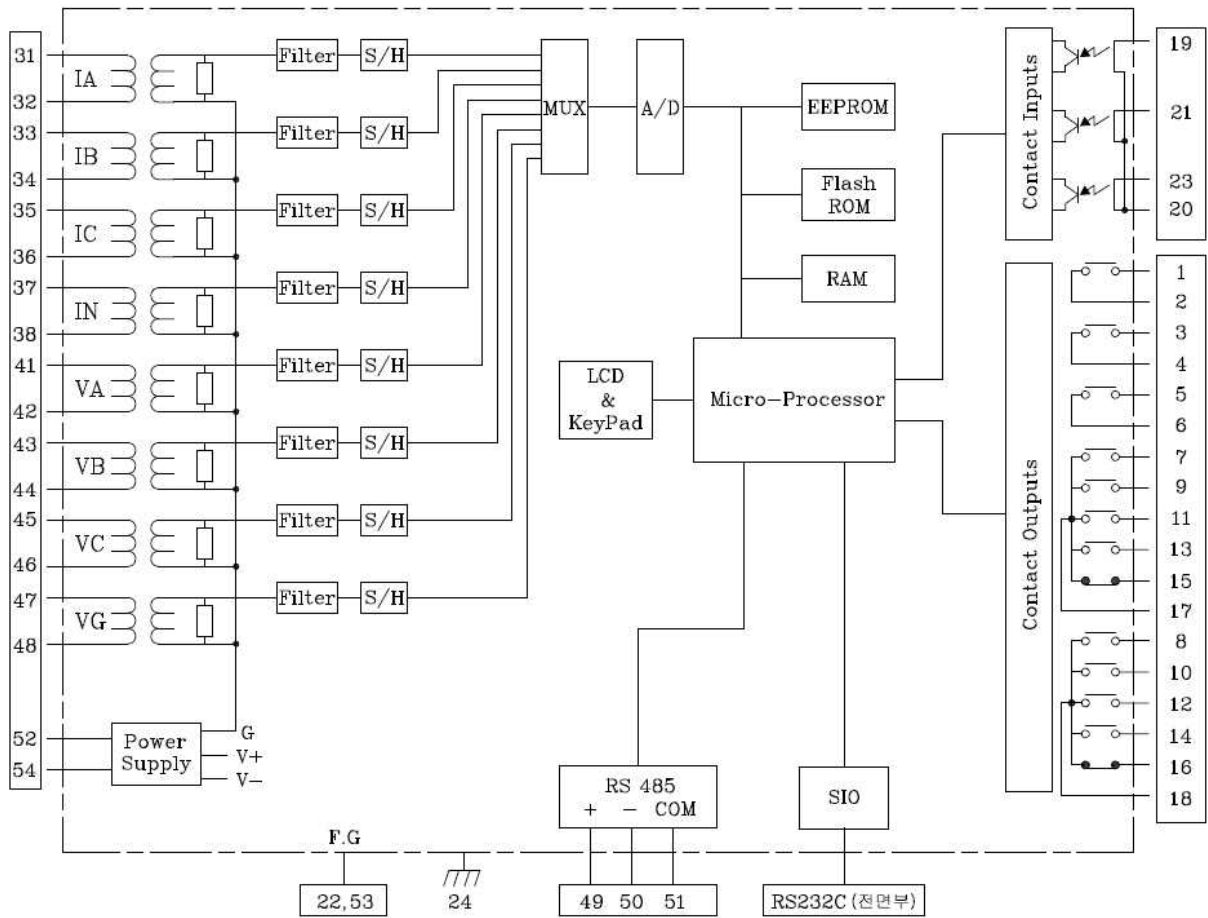 31
IA
32
33
IB
34
35
IC
36
37
IN
38
41
VA
42
43
VB
44
45
VC
46
47
VG
48
52
54
Filter S/H
Filter S/H
Filter S/H
Filter S/H
Filter S/H
Filter S/H
Filter S/H
Filter S/H
MUX
A/D
EEPROM
Flash
ROM
RAM
LCD
&
KeyPad
Micro-Processor
Power
Supply
G
V+
V-
RS 485
+ - COM
SIO
Contact Inputs
Contact Outputs
19
21
23
20
1
2
3
4
5
6
7
9
11
13
15
17
8
10
12
14
16
18
F.G
22,53
24
49 50 51
RS232C (전면부)